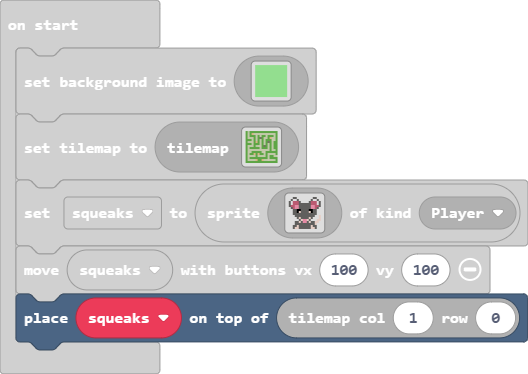 on start
set background image to
set tilemap to tilemap
set squeaks to sprite of kind Player
move squeaks with buttons vx 100 vy 100
place squeaks on top of tilemap col 1 row 0